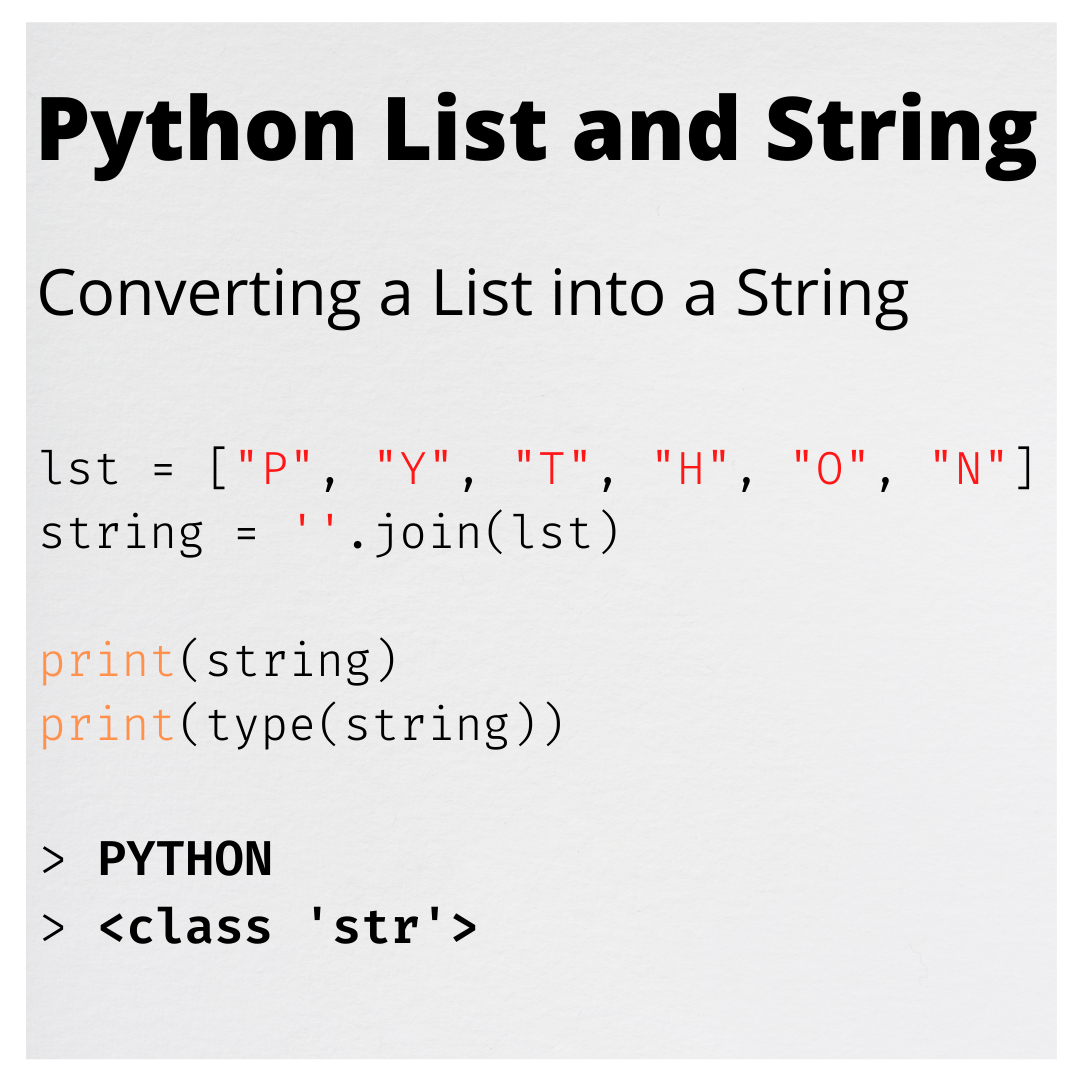 Python List and String
Converting a List into a String
lst = ["P", "Y", "T", "H", "O", "N"]
string = ''.join(lst)
print(string)
print(type(string))
> PYTHON
> <class 'str'>